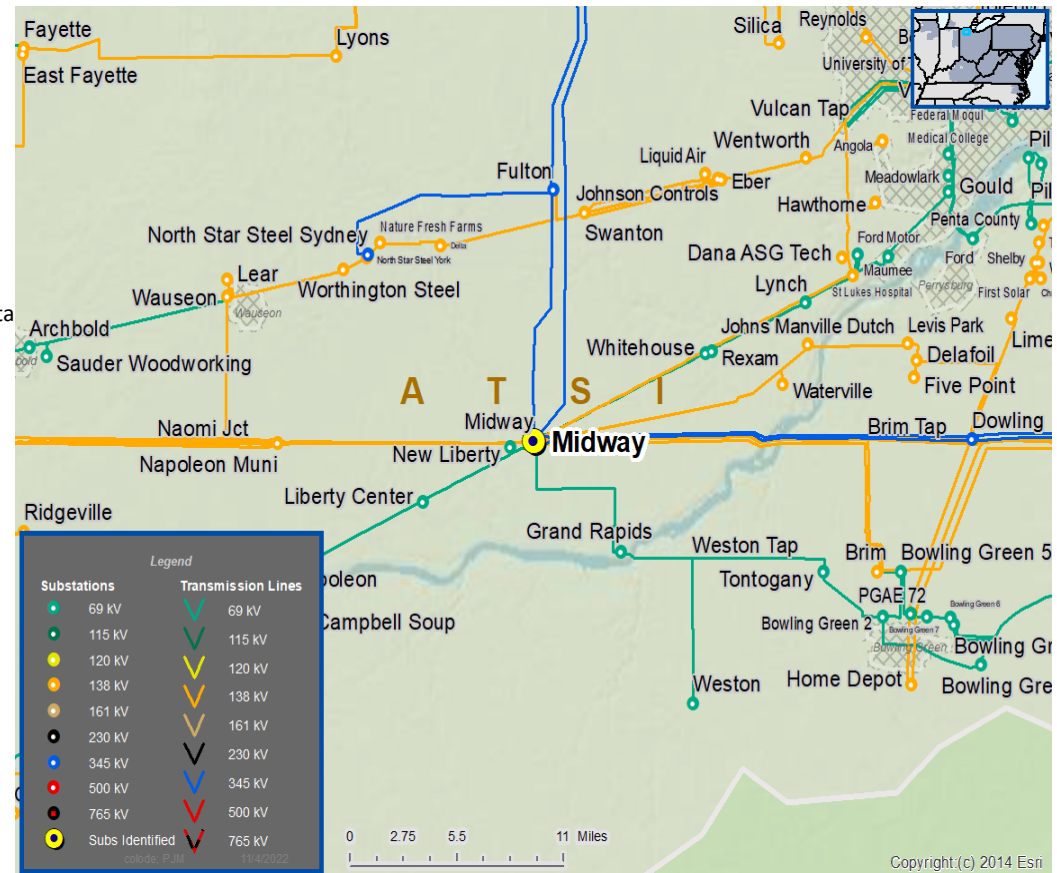 Fayette
East Fayette
Lyons
Silica
Reynolds
University of
Vulcan Tap
Federal Mogul
Medical College
Wentworth
Angola
Liquid Air
Eber
Fulton
Johnson Controls
Swanton
Meadowlark
Gould
Hawthorne
Penta County
Nature Fresh Farms
North Star Steel Sydney
Delta
North Star Steel York
Ford Motor
Dana ASG Tech
Ford
Shelby
Maumee
Lear
Worthington Steel
Wauseon
Wauseon
Lynch
St Lukes Hospital
Perrysburg
First Solar
Archbold
Sauder Woodworking
Johns Manville Dutch
Levis Park
Lime
Whitehouse
Rexam
Delafoil
Waterville
Five Point
A T S I
Naomi Jct
Midway
Midway
Brim Tap
Dowling
Napoleon Muni
New Liberty
Liberty Center
Ridgeville
Grand Rapids
Weston Tap
Brim
Bowling Green 5
Tontogany
PGAE 72
Bowling Green 6
Bowling Green 2
Bowling Green 7
Bowling Green
Bowling Gr
poleon
Campbell Soup
Weston
Home Depot
Bowling Gre
Legend
Substations Transmission Lines
69 kV 69 kV
115 kV 115 kV
120 kV 120 kV
138 kV 138 kV
161 kV 161 kV
230 kV 230 kV
345 kV 345 kV
500 kV 500 kV
765 kV 765 kV
Subs Identified
colode; PJM 11/4/2022
0 2.75 5.5 11 Miles
Copyright:(c) 2014 Esri